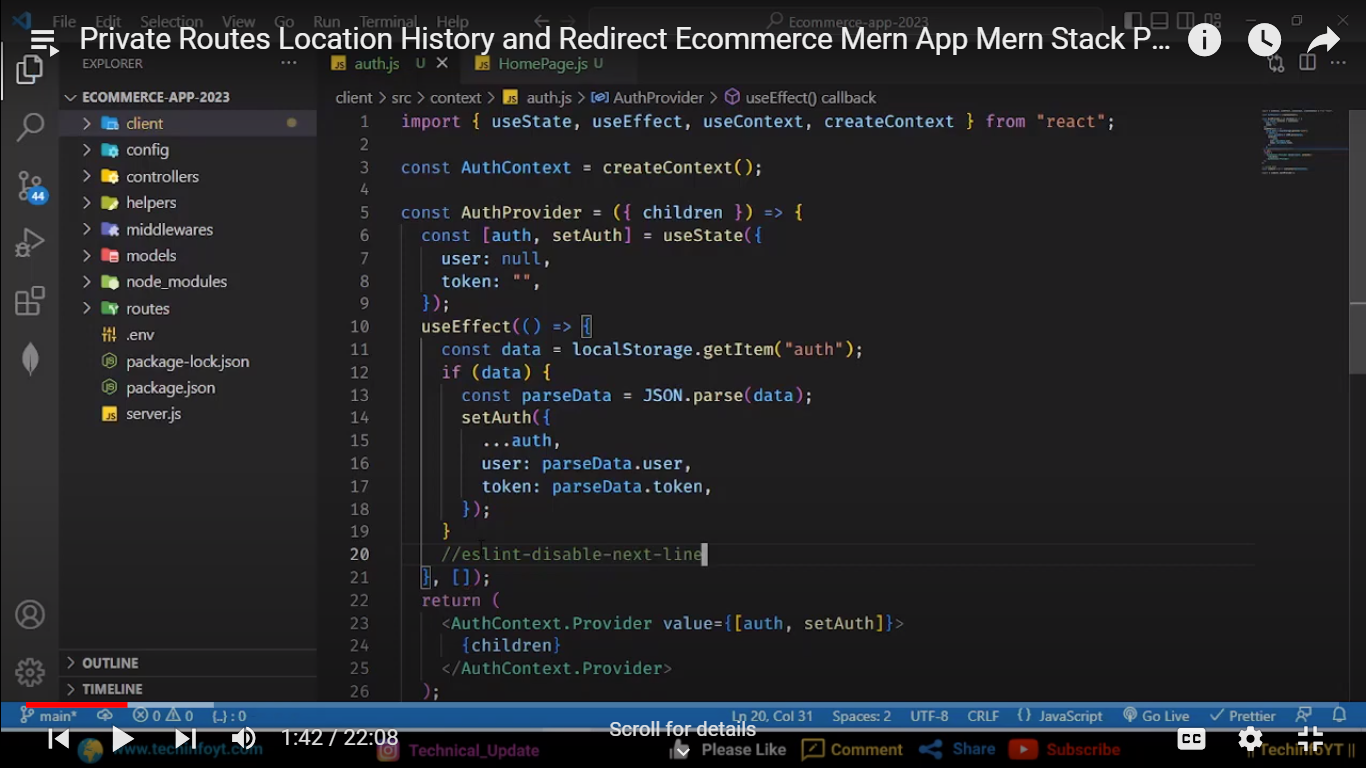 File Edit Selection View Go Run Terminal Help
Ecommerce-app-2023
Private Routes Location History and Redirect Ecommerce Mern App Mern Stack P...
EXPLORER
auth.js U
HomePage.js U
ECOMMERCE-APP-2023
client
config
controllers
helpers
middlewares
models
node_modules
routes
.env
package-lock.json
package.json
server.js
44
OUTLINE
TIMELINE
client > src > context > JS auth.js > AuthProvider > useEffect() callback
1 import { useState, useEffect, useContext, createContext } from "react";
2
3 const AuthContext = createContext();
4
5 const AuthProvider = ({ children }) => {
6 const [auth, setAuth] = useState({
7 user: null,
8 token: "",
9 });
10 useEffect(() => {
11 const data = localStorage.getItem("auth");
12 if (data) {
13 const parseData = JSON.parse(data);
14 setAuth({
15 ...auth,
16 user: parseData.user,
17 token: parseData.token,
18 });
19 }
20 //eslint-disable-next-line
21 }, []);
22 return (
23 <AuthContext.Provider value={[auth, setAuth]}>
24 {children}
25 </AuthContext.Provider>
26 );
main* 0 0 {..} : 0
Ln 20, Col 31 Spaces: 2 UTF-8 CRLF {} JavaScript Go Live Prettier
1:42 / 22:08
Scroll for details
CC
www.techinfoyt.com
Technical_Update
Please Like
Comment
Share
Subscribe
|| TechinfoYT ||